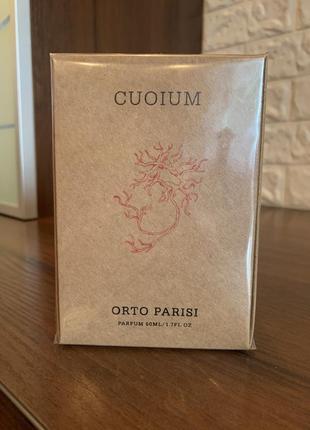 CUOIUM
ORTO PARISI
PARFUM 50ML/1.7FL OZ